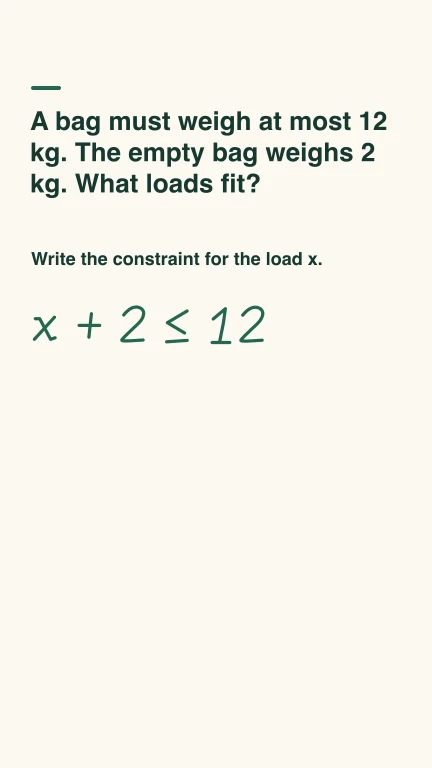 A bag must weigh at most 12
kg. The empty bag weighs 2
kg. What loads fit?
Write the constraint for the load x.
x + 2 ≤ 12